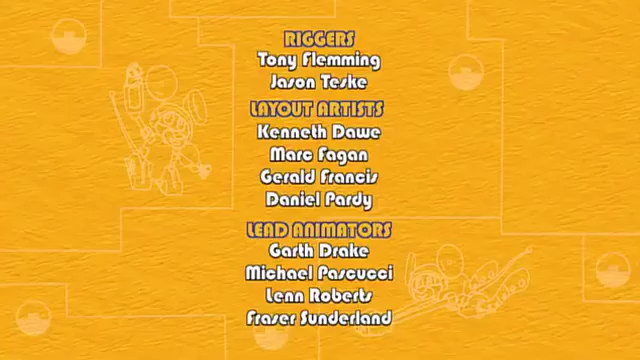 RIGGERS
Tony Flemming
Jason Teske
LAYOUT ARTISTS
Kenneth Dawe
Marc Fagan
Gerald Francis
Daniel Pardy
LEAD ANIMATORS
Garth Drake
Michael Pascucci
Lenn Roberts
Fraser Sunderland